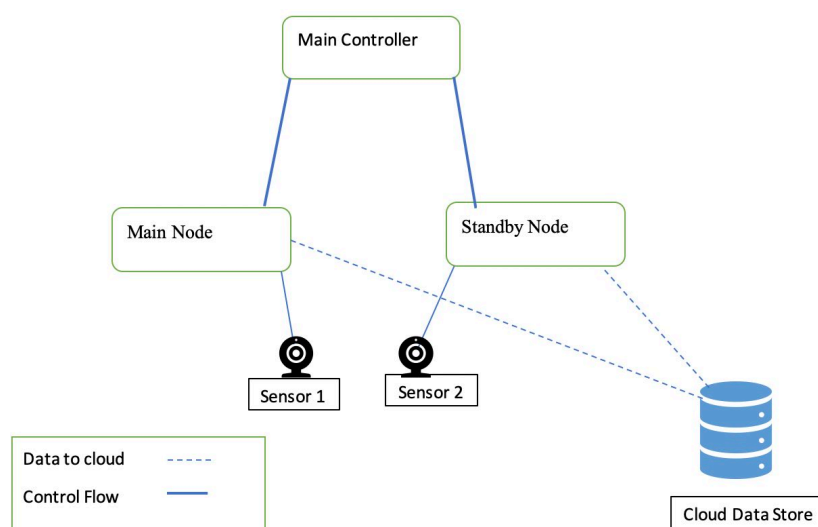 Main Controller
Main Node
Standby Node
Sensor 1
Sensor 2
Data to cloud
Control Flow
Cloud Data Store